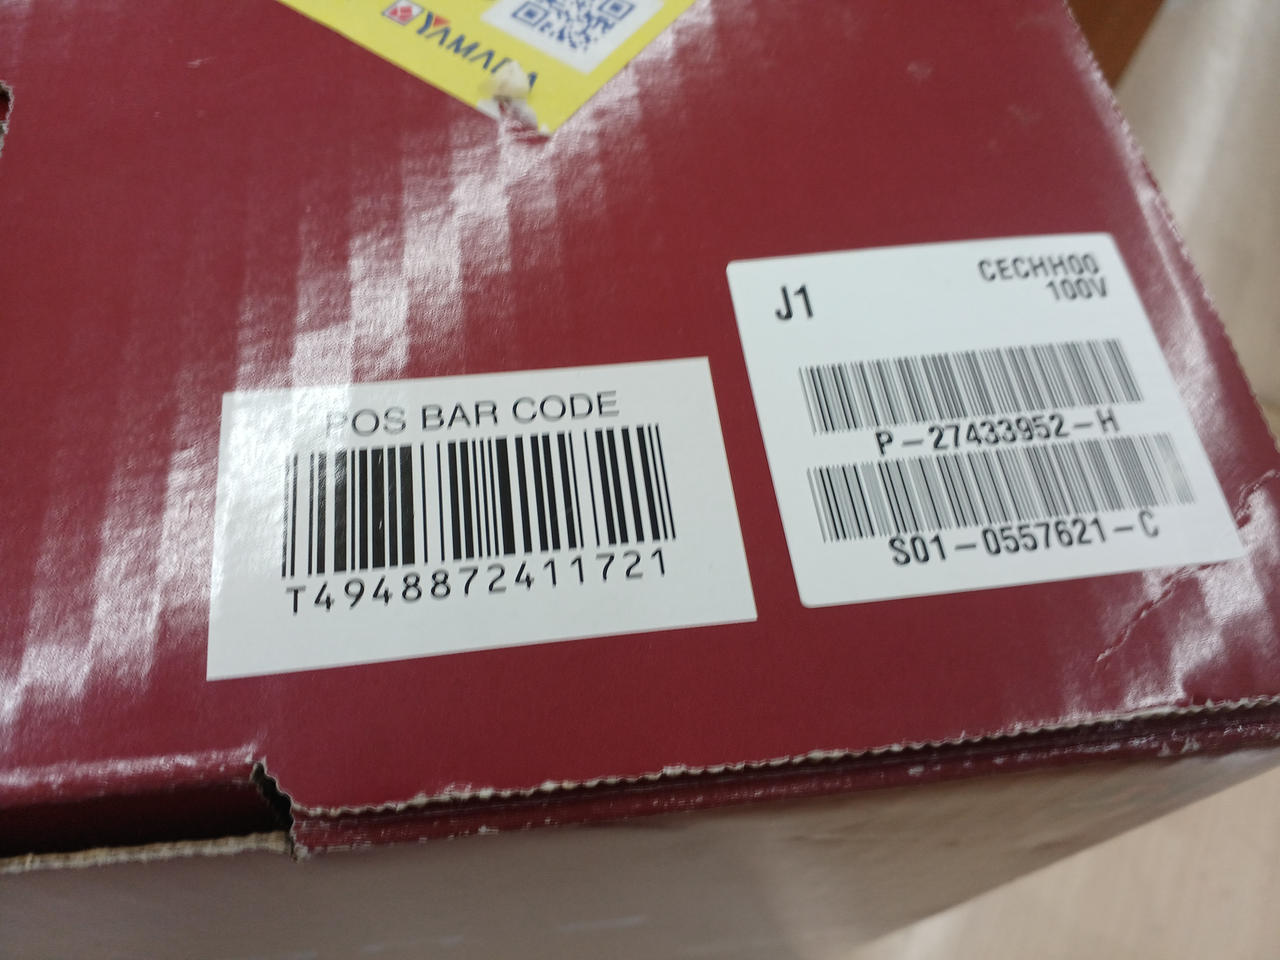 YAMADA
J1
CECHH00
100V
P-27433952-H
S01-0557621-C
POS BAR CODE
T4948872411721